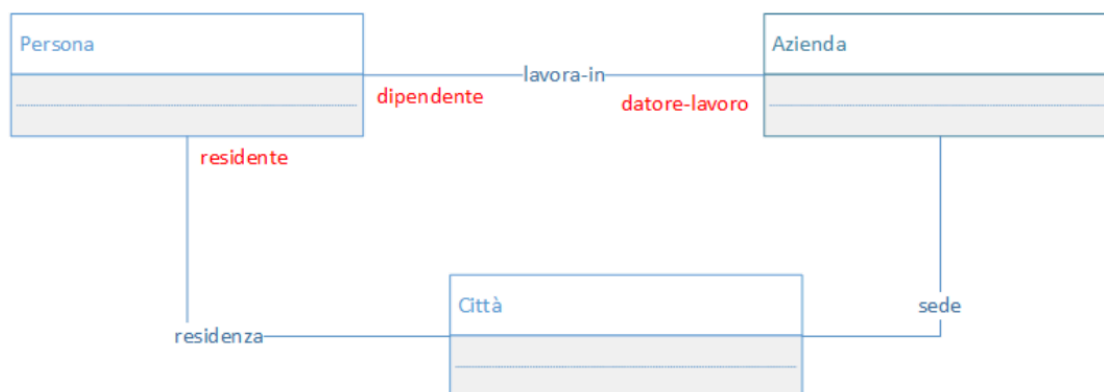 Persona
Azienda
lavora-in
dipendente
datore-lavoro
residente
Città
sede
residenza